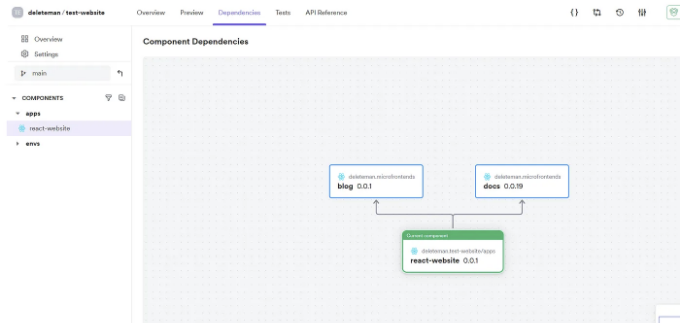 deleteman / test-website
Overview
Preview
Dependencies
Tests
API Reference
Overview
Settings
main
COMPONENTS
apps
react-website
envs
Component Dependencies
deleteman.microfrontends
blog 0.0.1
deleteman.microfrontends
docs 0.0.19
Current component
deleteman.test-website/apps
react-website 0.0.1